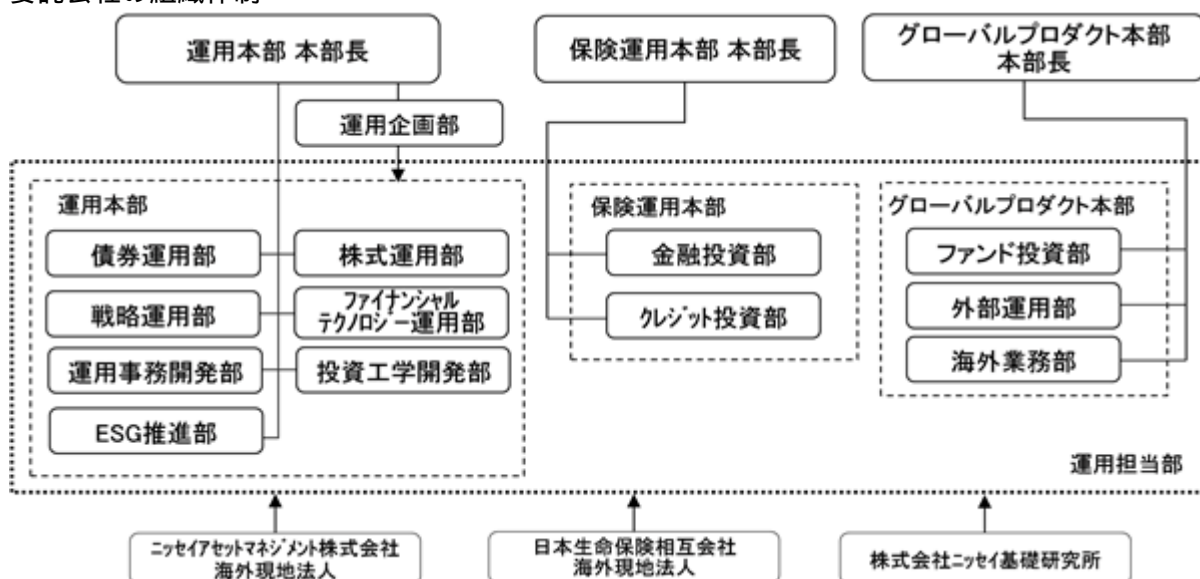 委託会社の組織体制
運用本部 本部長
保険運用本部 本部長
グローバルプロダクト本部
本部長
運用企画部
運用本部
債券運用部
株式運用部
戦略運用部
ファイナンシャル
テクノロジー運用部
運用事務開発部
投資工学開発部
ESG推進部
保険運用本部
金融投資部
クレジット投資部
グローバルプロダクト本部
ファンド投資部
外部運用部
海外業務部
運用担当部
ニッセイアセットマネジメント株式会社
海外現地法人
日本生命保険相互会社
海外現地法人
株式会社ニッセイ基礎研究所